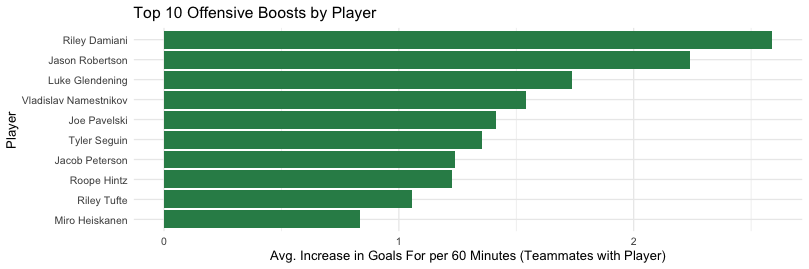 Top 10 Offensive Boosts by Player
Player
Riley Damiani
Jason Robertson
Luke Glendening
Vladislav Namestnikov
Joe Pavelski
Tyler Seguin
Jacob Peterson
Roope Hintz
Riley Tufte
Miro Heiskanen
0 1 2
Avg. Increase in Goals For per 60 Minutes (Teammates with Player)